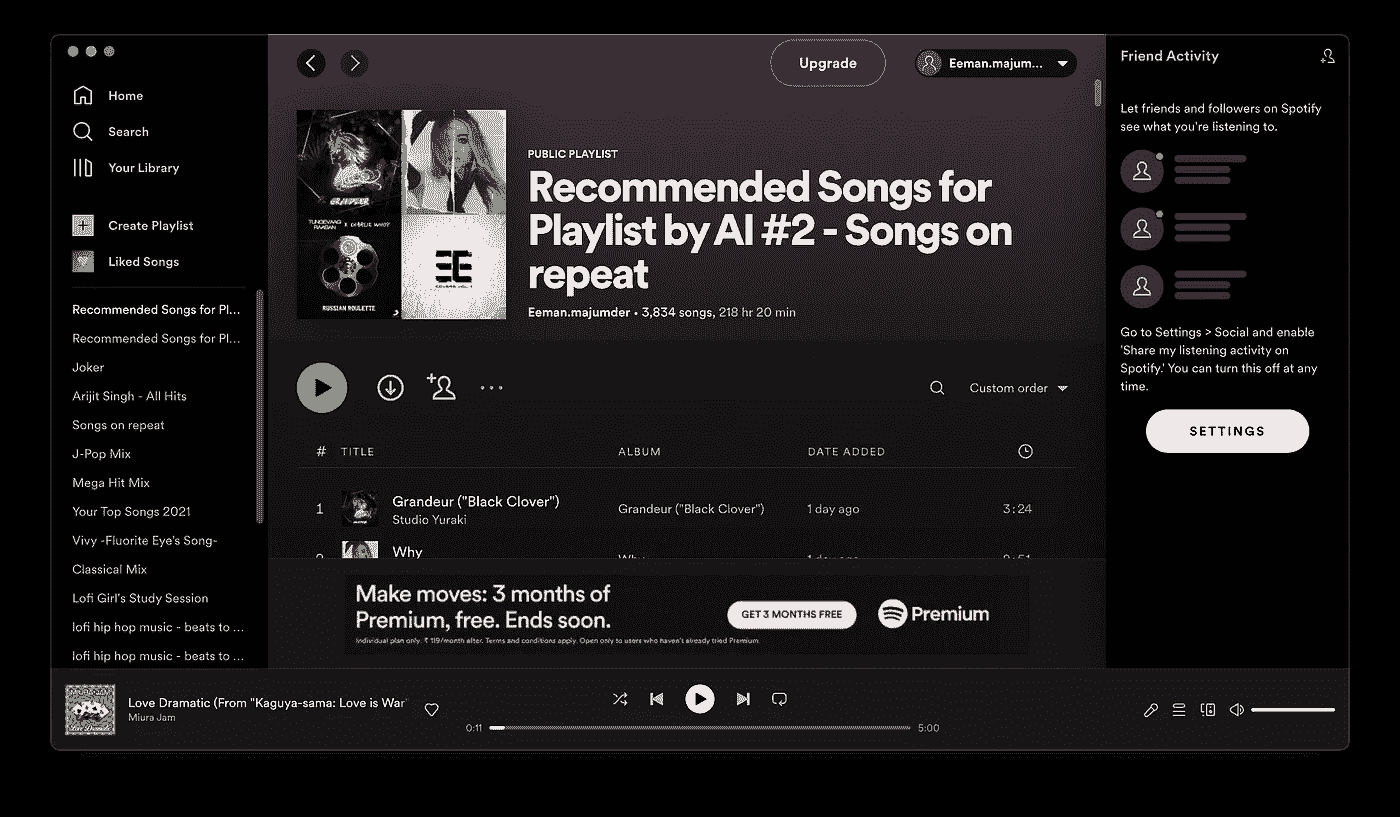 Home
Search
Your Library
Create Playlist
Liked Songs
Recommended Songs for Pl...
Recommended Songs for Pl...
Joker
Arijit Singh - All Hits
Songs on repeat
J-Pop Mix
Mega Hit Mix
Your Top Songs 2021
Vivy -Fluorite Eye's Song-
Classical Mix
Lofi Girl's Study Session
lofi hip hop music - beats to ...
lofi hip hop music - beats to ...
Upgrade
Eeman.majum...
GRANDEUR
TUNGEVAAG
RAABAN X CHARLIE WHO?
RUSSIAN ROULETTE
PUBLIC PLAYLIST
Recommended Songs for
Playlist by AI #2 - Songs on
repeat
Eeman.majumder • 3,834 songs, 218 hr 20 min
Custom order
# TITLE ALBUM DATE ADDED
1 Grandeur ("Black Clover") Grandeur ("Black Clover") 1 day ago 3:24
Studio Yuraki
Why
Make moves: 3 months of
Premium, free. Ends soon.
Individual plan only. ₹ 119/month after. Terms and conditions apply. Open only to users who haven't already tried Premium.
GET 3 MONTHS FREE
Premium
Friend Activity
Let friends and followers on Spotify
see what you're listening to.
Go to Settings > Social and enable
'Share my listening activity on
Spotify.' You can turn this off at any
time.
SETTINGS
Love Dramatic (From "Kaguya-sama: Love is War"
Miura Jam
0:11
5:00